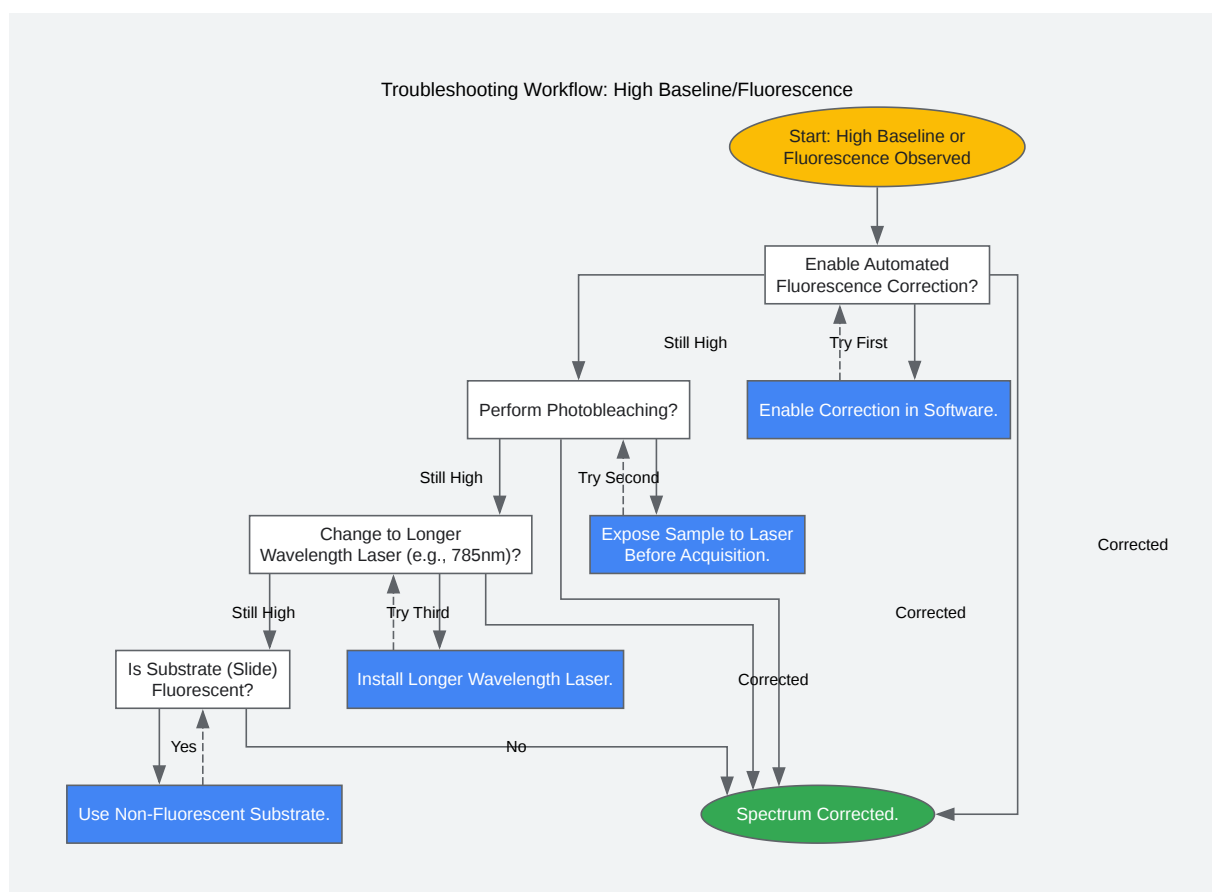 Troubleshooting Workflow: High Baseline/Fluorescence
Start: High Baseline or
Fluorescence Observed
Enable Automated
Fluorescence Correction?
Still High
Try First
Perform Photobleaching?
Enable Correction in Software.
Still High
Try Second
Change to Longer
Wavelength Laser (e.g., 785nm)?
Expose Sample to Laser
Before Acquisition.
Corrected
Still High
Try Third
Corrected
Is Substrate (Slide)
Fluorescent?
Install Longer Wavelength Laser.
Corrected
Yes
No
Use Non-Fluorescent Substrate.
Spectrum Corrected.